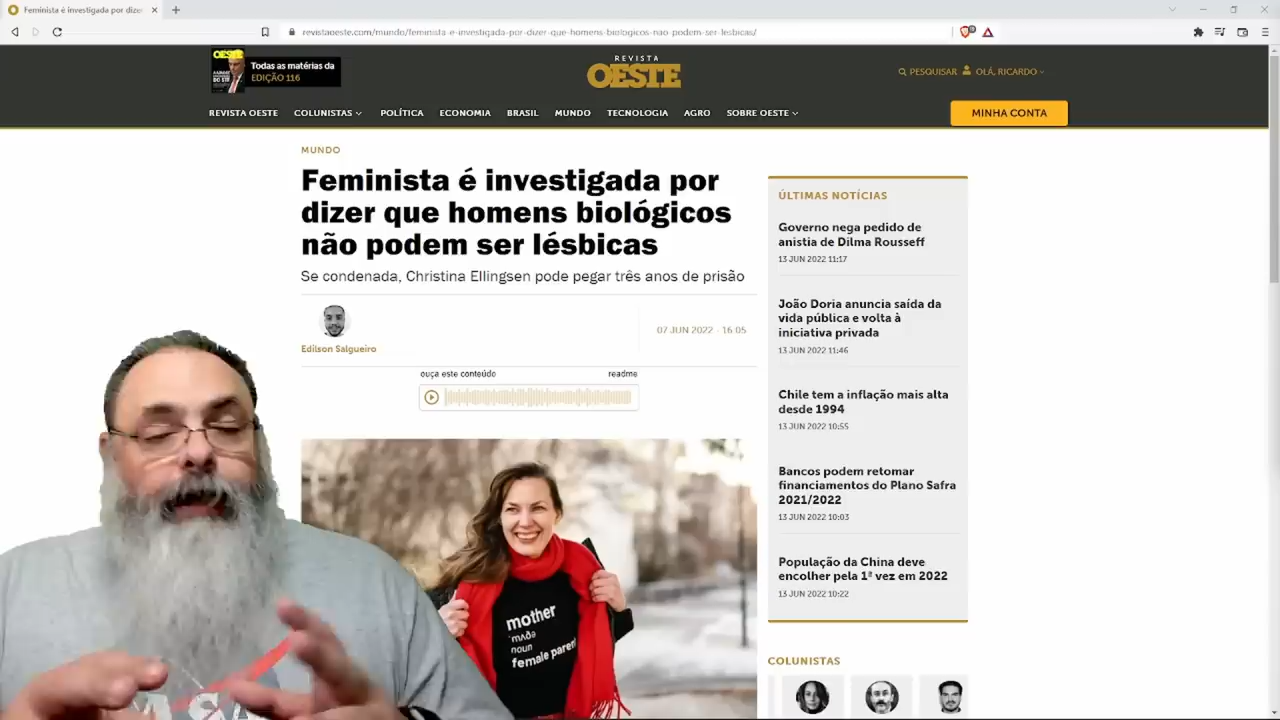 Feminista é investigada por dizer
revistaoeste.com/mundo/feminista-e-investigada-por-dizer-que-homens-biologicos-nao-podem-ser-lesbicas/
OESTE
Todas as matérias da
EDIÇÃO 116
REVISTA
OESTE
PESQUISAR
OLÁ, RICARDO
REVISTA OESTE
COLUNISTAS
POLÍTICA
ECONOMIA
BRASIL
MUNDO
TECNOLOGIA
AGRO
SOBRE OESTE
MINHA CONTA
MUNDO
Feminista é investigada por
dizer que homens biológicos
não podem ser lésbicas
Se condenada, Christina Ellingsen pode pegar três anos de prisão
Edilson Salgueiro
07 JUN 2022 - 16:05
ouça este conteúdo
readme
mother
noun
female parent
ÚLTIMAS NOTÍCIAS
Governo nega pedido de
anistia de Dilma Rousseff
13 JUN 2022 11:17
João Doria anuncia saída da
vida pública e volta à
iniciativa privada
13 JUN 2022 11:46
Chile tem a inflação mais alta
desde 1994
13 JUN 2022 10:55
Bancos podem retomar
financiamentos do Plano Safra
2021/2022
13 JUN 2022 10:03
População da China deve
encolher pela 1ª vez em 2022
13 JUN 2022 10:22
COLUNISTAS